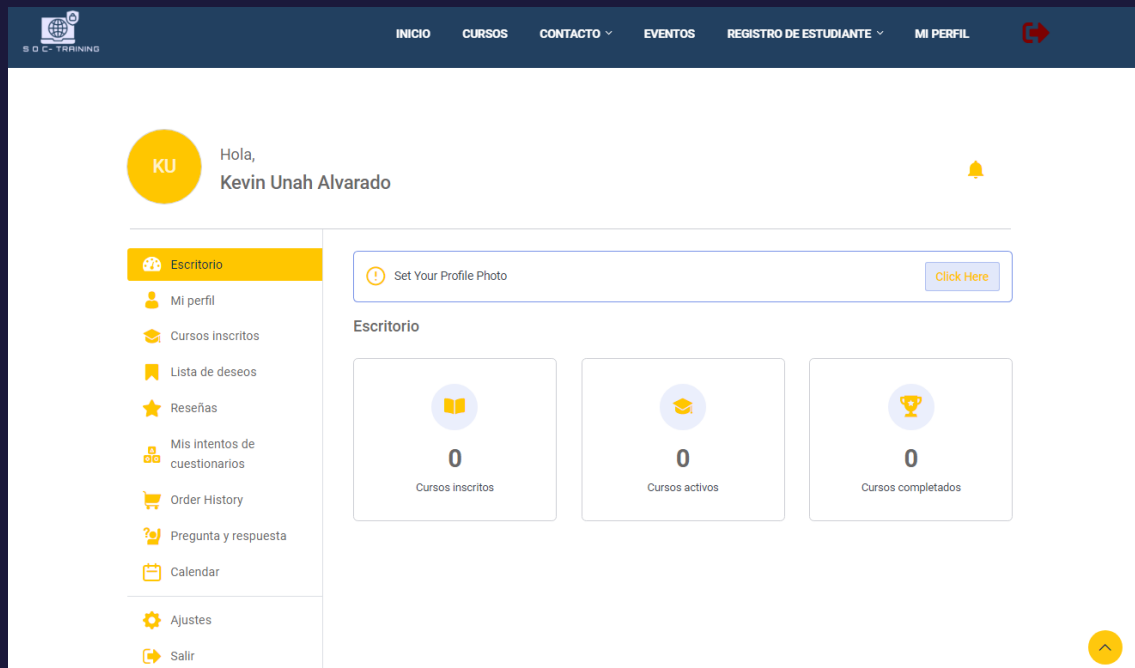 SOC-TRAINING
INICIO CURSOS CONTACTO EVENTOS REGISTRO DE ESTUDIANTE MI PERFIL
KU
Hola,
Kevin Unah Alvarado
Escritorio
Mi perfil
Cursos inscritos
Lista de deseos
Reseñas
Mis intentos de
cuestionarios
Order History
Pregunta y respuesta
Calendar
Ajustes
Salir
Set Your Profile Photo
Click Here
Escritorio
0
Cursos inscritos
0
Cursos activos
0
Cursos completados